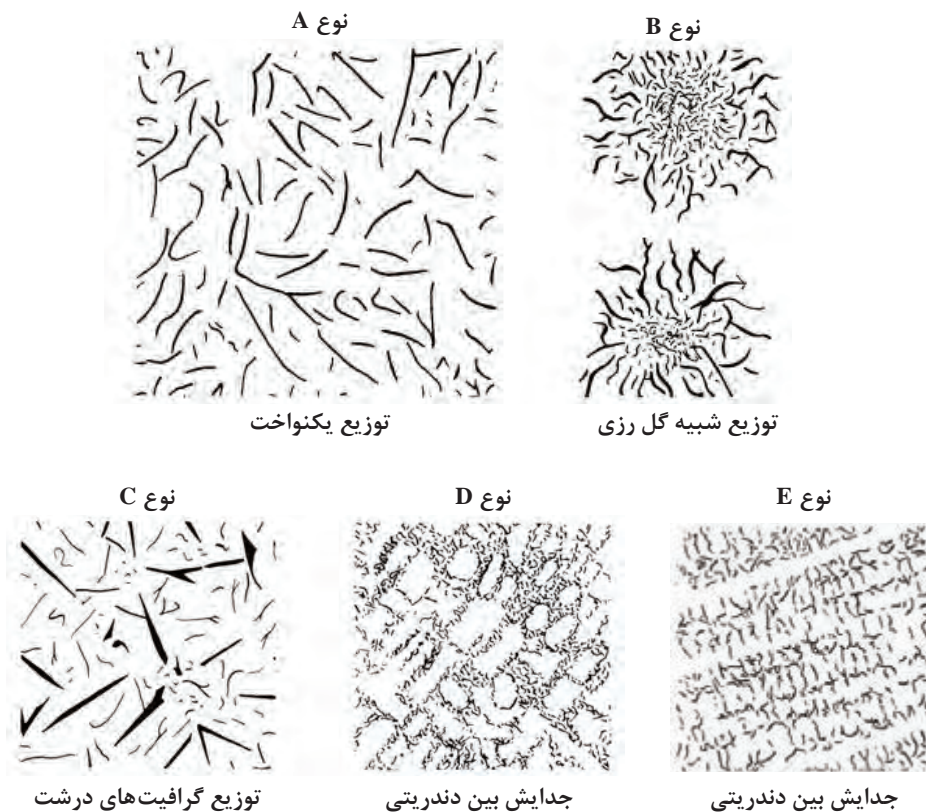 نوع A
نوع B
توزیع یکنواخت
توزیع شبیه گل رزی
نوع C
نوع D
نوع E
توزیع گرافیت‌های درشت
جدایش بین دندریتی
جدایش بین دندریتی